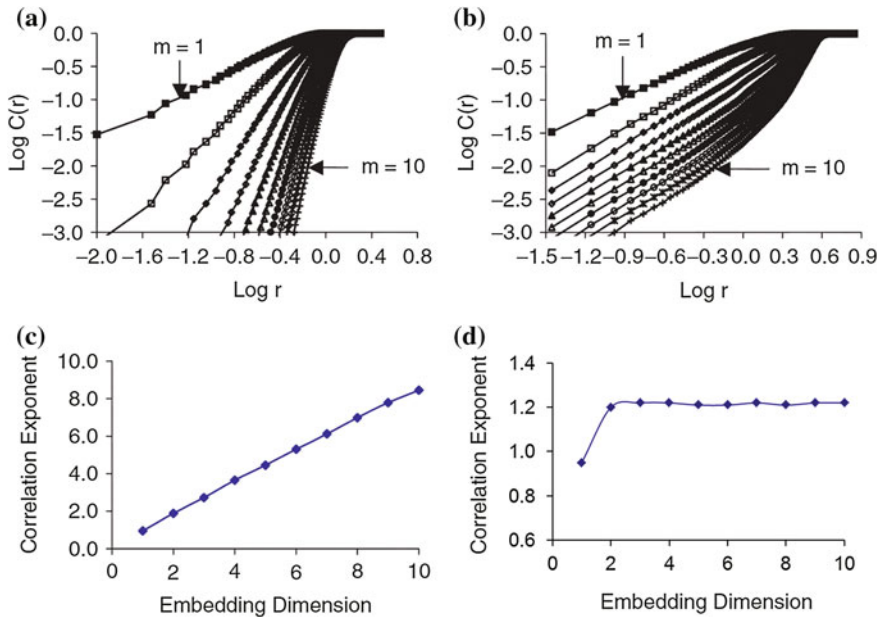 (a)
0.0
−0.5
−1.0
−1.5
−2.0
−2.5
−3.0
Log C(r)
m = 1
m = 10
−2.0 −1.6 −1.2 −0.8 −0.4 0.0 0.4 0.8
Log r
(b)
0.0
−0.5
−1.0
−1.5
−2.0
−2.5
−3.0
Log C(r)
m = 1
m = 10
−1.5 −1.2 −0.9 −0.6 −0.3 0.0 0.3 0.6 0.9
Log r
(c)
10.0
8.0
6.0
4.0
2.0
0.0
Correlation Exponent
0 2 4 6 8 10
Embedding Dimension
(d)
1.4
1.2
1.0
0.8
0.6
Correlation Exponent
0 2 4 6 8 10
Embedding Dimension